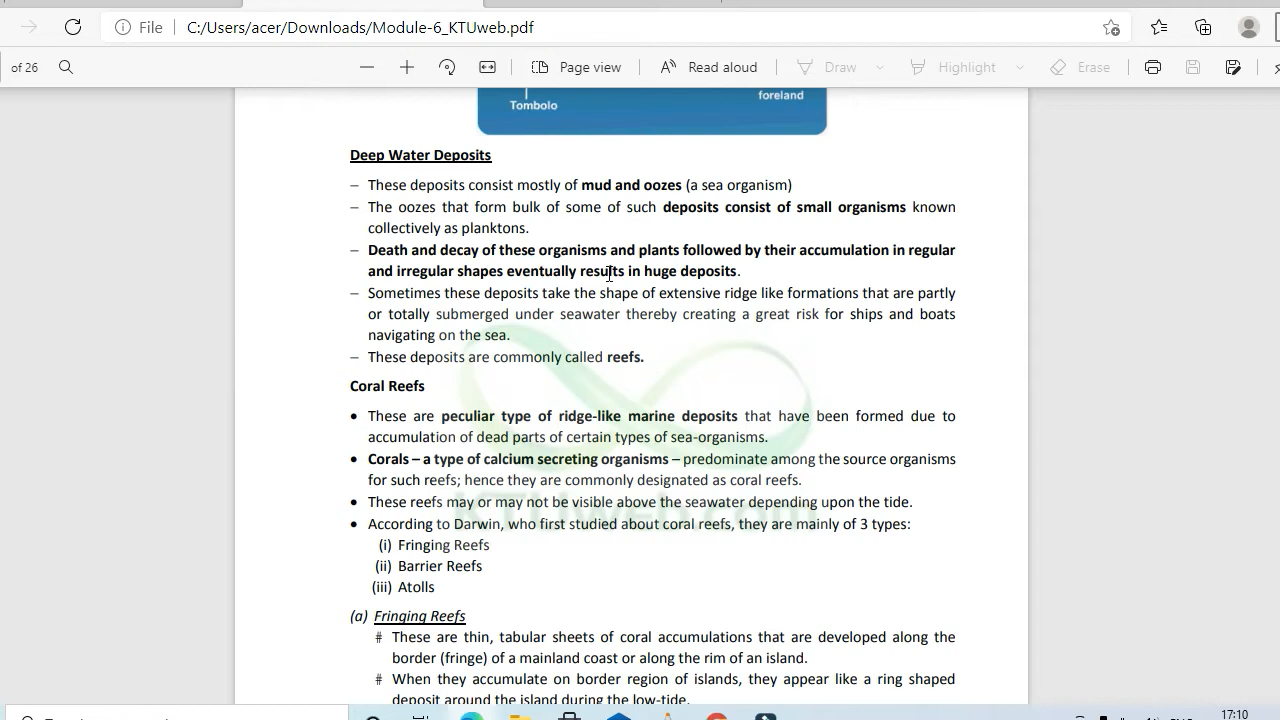 File C:/Users/acer/Downloads/Module-6_KTUweb.pdf
of 26 Page view Read aloud Draw Highlight Erase
foreland
Tombolo
Deep Water Deposits
– These deposits consist mostly of mud and oozes (a sea organism)
– The oozes that form bulk of some of such deposits consist of small organisms known
collectively as planktons.
– Death and decay of these organisms and plants followed by their accumulation in regular
and irregular shapes eventually results in huge deposits.
– Sometimes these deposits take the shape of extensive ridge like formations that are partly
or totally submerged under seawater thereby creating a great risk for ships and boats
navigating on the sea.
– These deposits are commonly called reefs.
Coral Reefs
• These are peculiar type of ridge-like marine deposits that have been formed due to
accumulation of dead parts of certain types of sea-organisms.
• Corals – a type of calcium secreting organisms – predominate among the source organisms
for such reefs; hence they are commonly designated as coral reefs.
• These reefs may or may not be visible above the seawater depending upon the tide.
KTUweb.com
• According to Darwin, who first studied about coral reefs, they are mainly of 3 types:
(i) Fringing Reefs
(ii) Barrier Reefs
(iii) Atolls
(a) Fringing Reefs
# These are thin, tabular sheets of coral accumulations that are developed along the
border (fringe) of a mainland coast or along the rim of an island.
# When they accumulate on border region of islands, they appear like a ring shaped
deposit around the island during the low-tide.
17:10